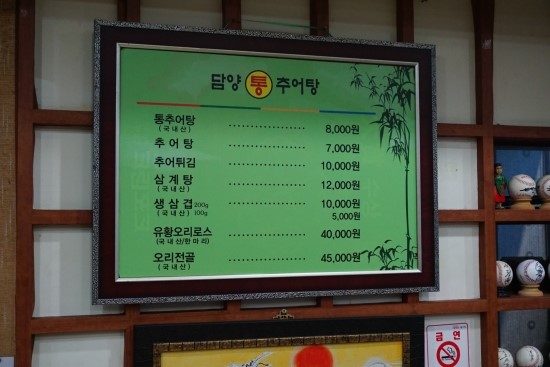 담양 통 추어탕
통추어탕 8,000원
(국내산)
추어탕 7,000원
추어튀김 10,000원
삼계탕 12,000원
(국내산)
생삼겹 200g 10,000원
(국내산) 100g 5,000원
유황오리로스 40,000원
(국내산/한마리)
오리전골 45,000원
(국내산)
금연